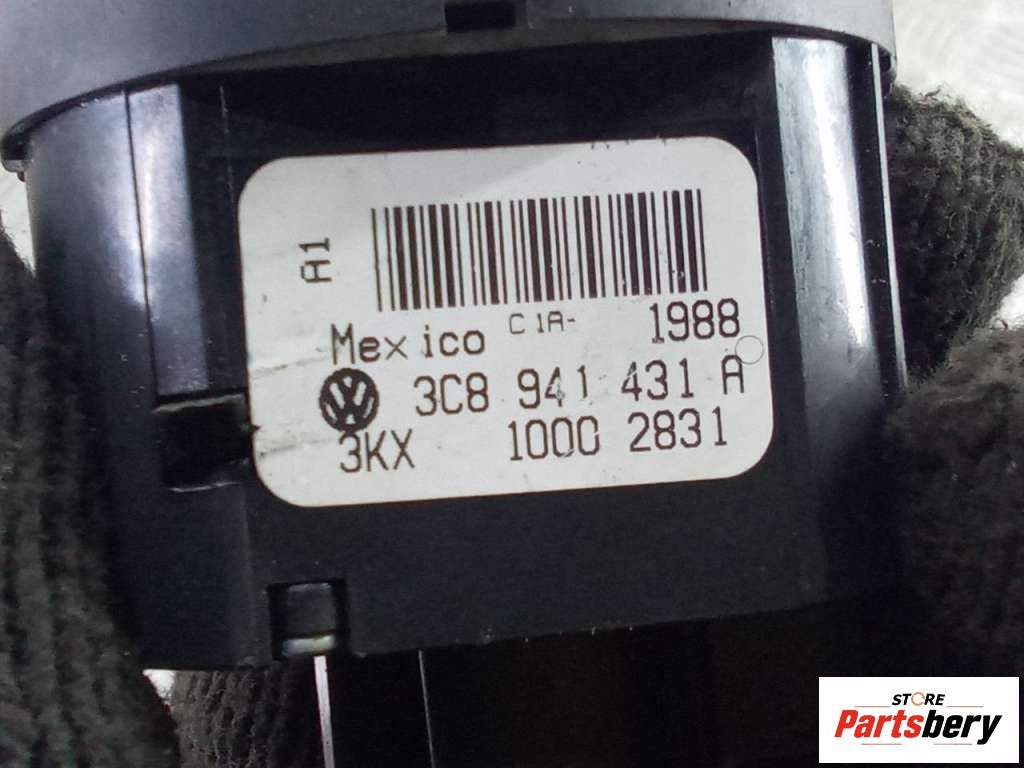 A1
Mexico C1A- 1988
3C8 941 431 A
3KX 1000 2831
STORE
Partsbery